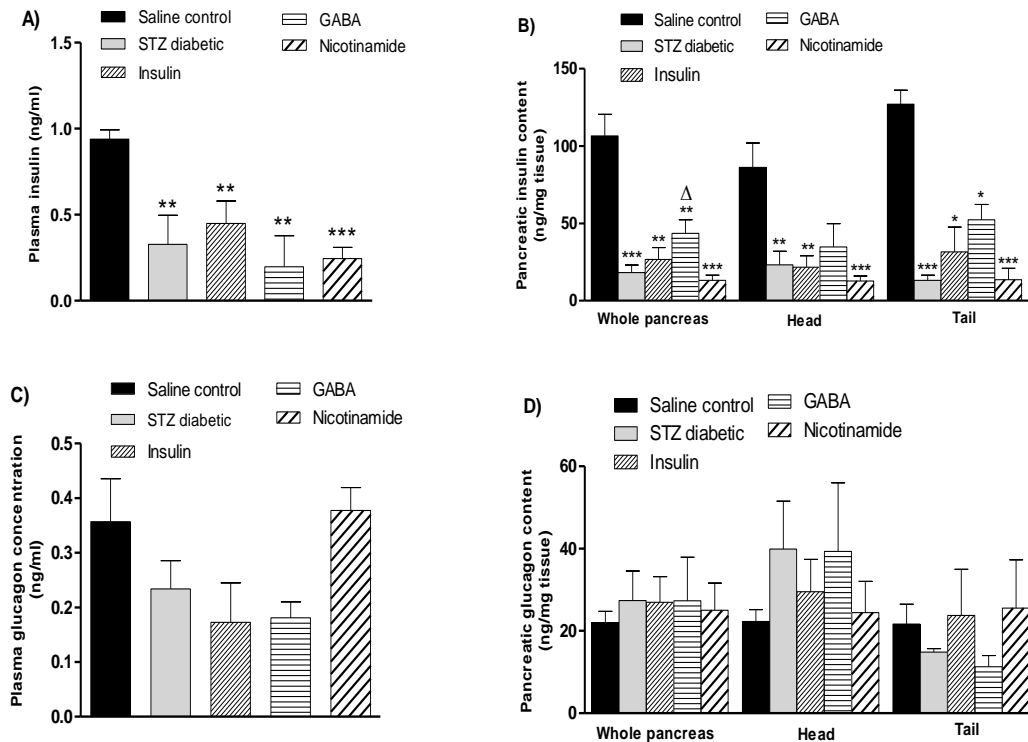 A)
Saline control
GABA
STZ diabetic
Nicotinamide
Insulin
Plasma insulin (ng/ml)
1.5
1.0
0.5
0.0
**
**
**
***
B)
Saline control
GABA
STZ diabetic
Nicotinamide
Insulin
Pancreatic insulin content
(ng/mg tissue)
150
100
50
0
***
**
Δ
**
***
**
**
***
***
*
*
***
Whole pancreas
Head
Tail
C)
Saline control
GABA
STZ diabetic
Nicotinamide
Insulin
Plasma glucagon concentration
(ng/ml)
0.5
0.4
0.3
0.2
0.1
0.0
D)
Saline control
GABA
STZ diabetic
Nicotinamide
Insulin
Pancreatic glucagon content
(ng/mg tissue)
60
40
20
0
Whole pancreas
Head
Tail